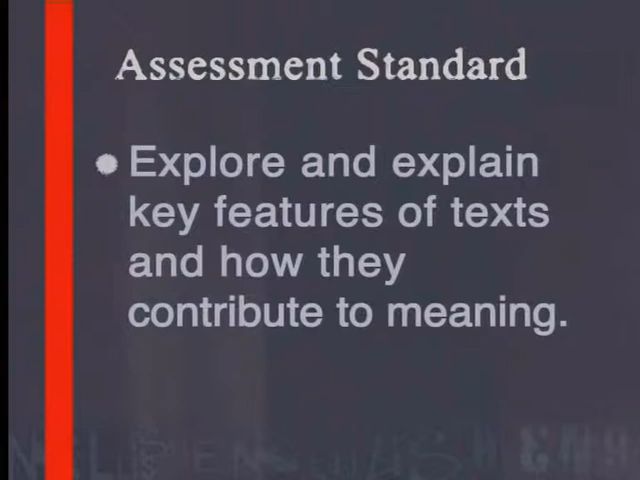 Assessment Standard
Explore and explain
key features of texts
and how they
contribute to meaning.